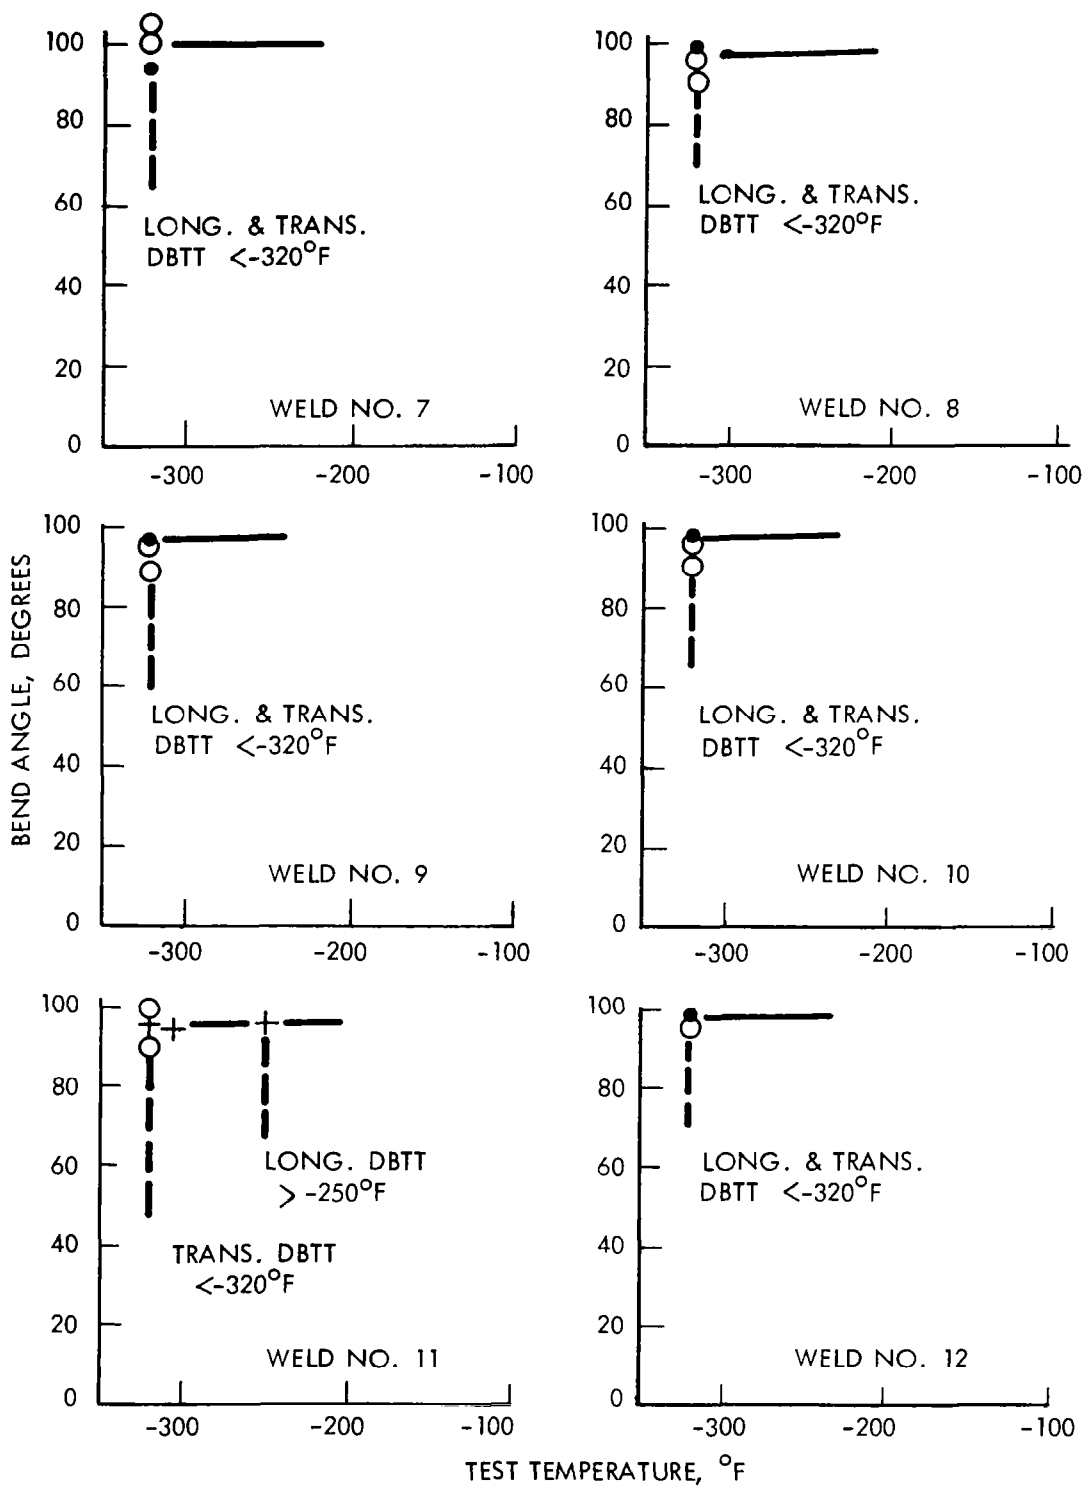 100
80
60
40
20
0
LONG. & TRANS.
DBTT <-320°F
WELD NO. 7
-300 -200 -100
100
80
60
40
20
0
LONG. & TRANS.
DBTT <-320°F
WELD NO. 8
-300 -200 -100
BEND ANGLE, DEGREES
100
80
60
40
20
0
LONG. & TRANS.
DBTT <-320°F
WELD NO. 9
-300 -200 -100
100
80
60
40
20
0
LONG. & TRANS.
DBTT <-320°F
WELD NO. 10
-300 -200 -100
100
80
60
40
20
0
LONG. DBTT
> -250°F
TRANS. DBTT
<-320°F
WELD NO. 11
-300 -200 -100
100
80
60
40
20
0
LONG. & TRANS.
DBTT <-320°F
WELD NO. 12
-300 -200 -100
TEST TEMPERATURE, °F